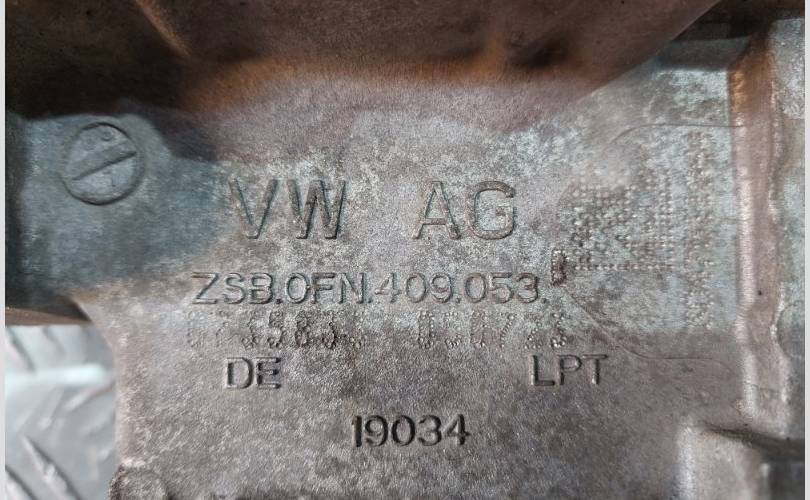 VW AG
ZSB.0FN.409.053.
DE LPT
19034